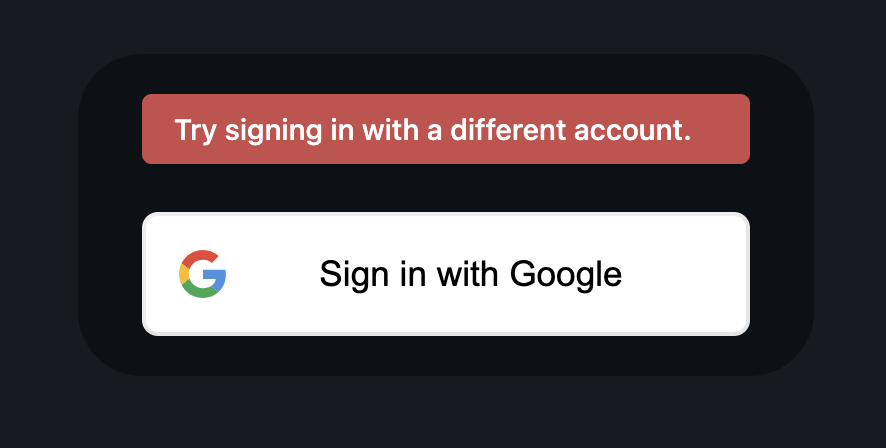 Try signing in with a different account.
Sign in with Google